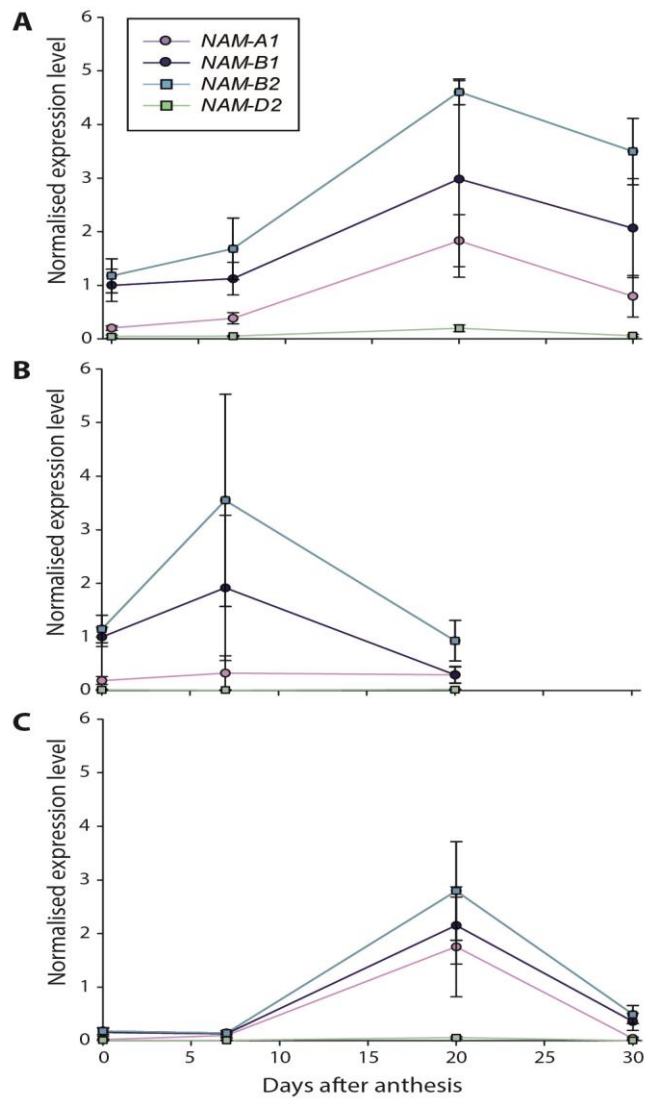 A
NAM-A1
NAM-B1
NAM-B2
NAM-D2
Normalised expression level
6
5
4
3
2
1
0
B
Normalised expression level
6
5
4
3
2
1
0
C
Normalised expression level
6
5
4
3
2
1
0
0 5 10 15 20 25 30
Days after anthesis